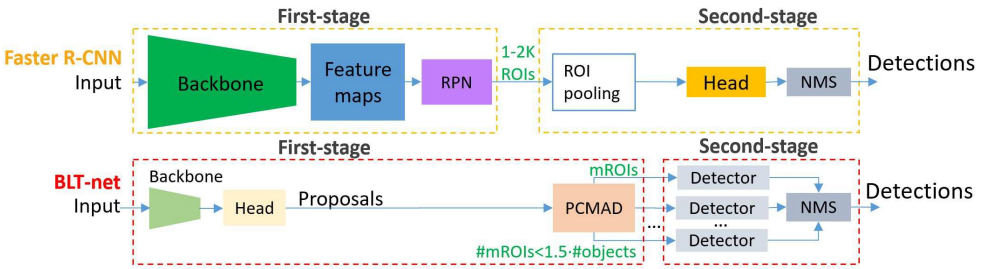 First-stage
Second-stage
Faster R-CNN
Input
Backbone
Feature
maps
RPN
1-2K
ROIs
ROI
pooling
Head
NMS
Detections
First-stage
Second-stage
BLT-net
Input
Backbone
Head
Proposals
PCMAD
mROIs
#mROIs<1.5·#objects
...
Detector
Detector
...
Detector
NMS
Detections